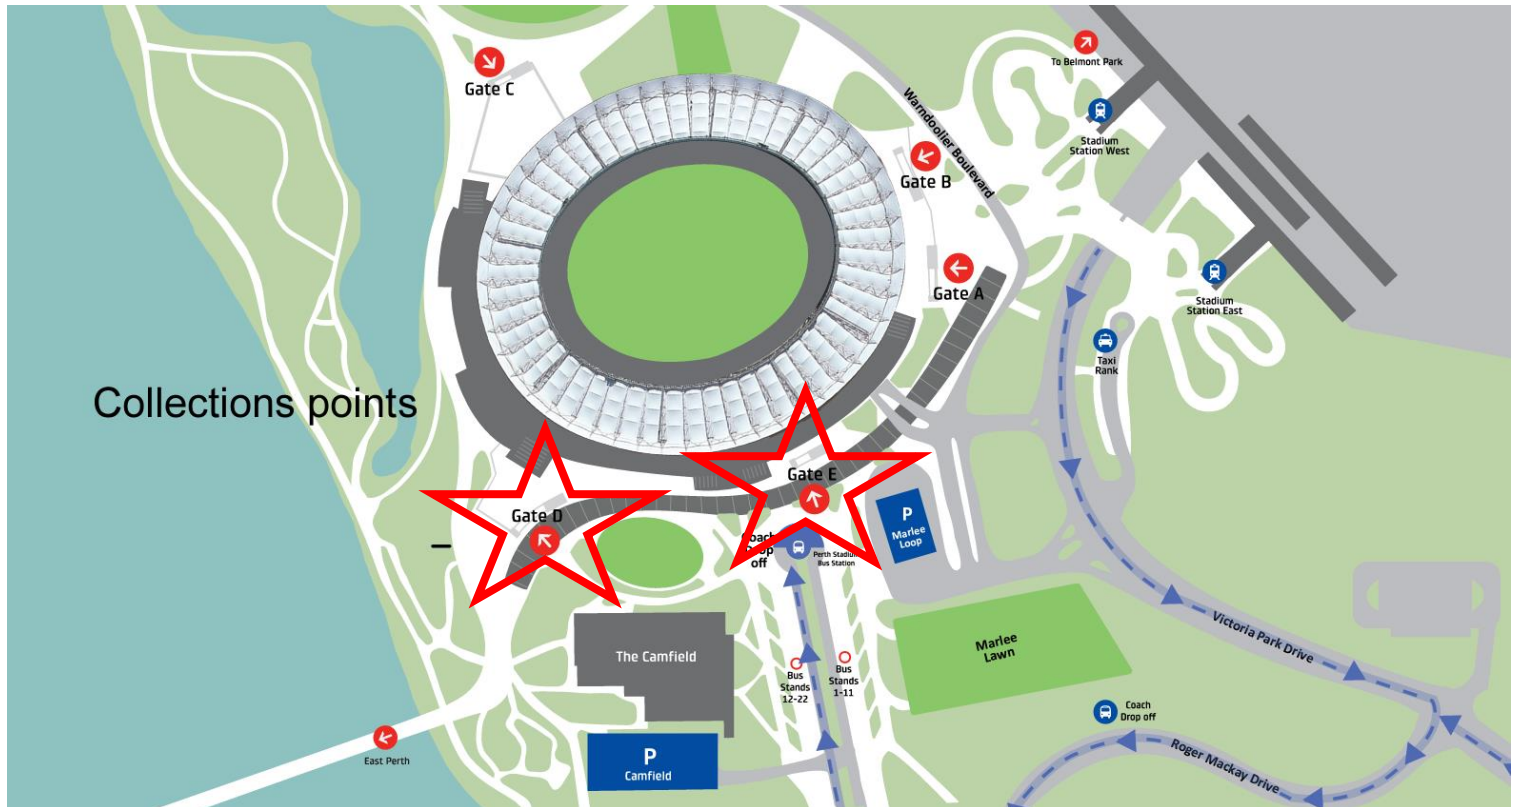 To Belmont Park
Gate C
Warndoolier Boulevard
Stadium
Station West
Gate B
Gate A
Stadium
Station East
Taxi
Rank
Collections points
Gate E
Gate D
P
Marlee
Loop
Coach
Drop
off
Perth Stadium
Bus Station
Victoria Park Drive
Marlee
Lawn
The Camfield
Bus
Stands
12-22
Bus
Stands
1-11
Coach
Drop off
East Perth
P
Camfield
Roger Mackay Drive